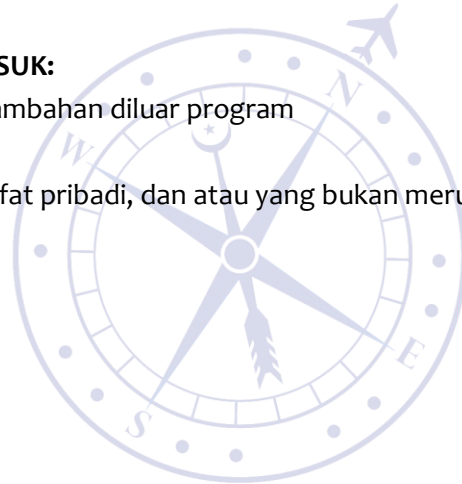 SUK:
ambahan diluar program
fat pribadi, dan atau yang bukan meru
N
W
E
S